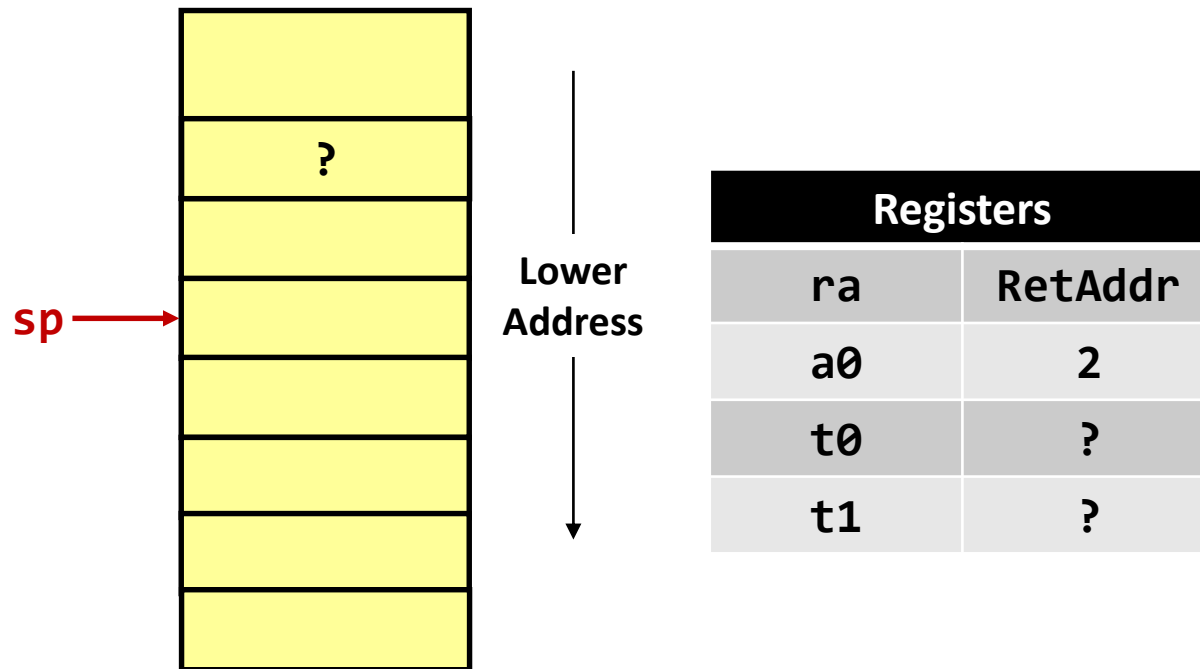 ?
sp
Lower
Address
Registers
ra RetAddr
a0 2
t0 ?
t1 ?